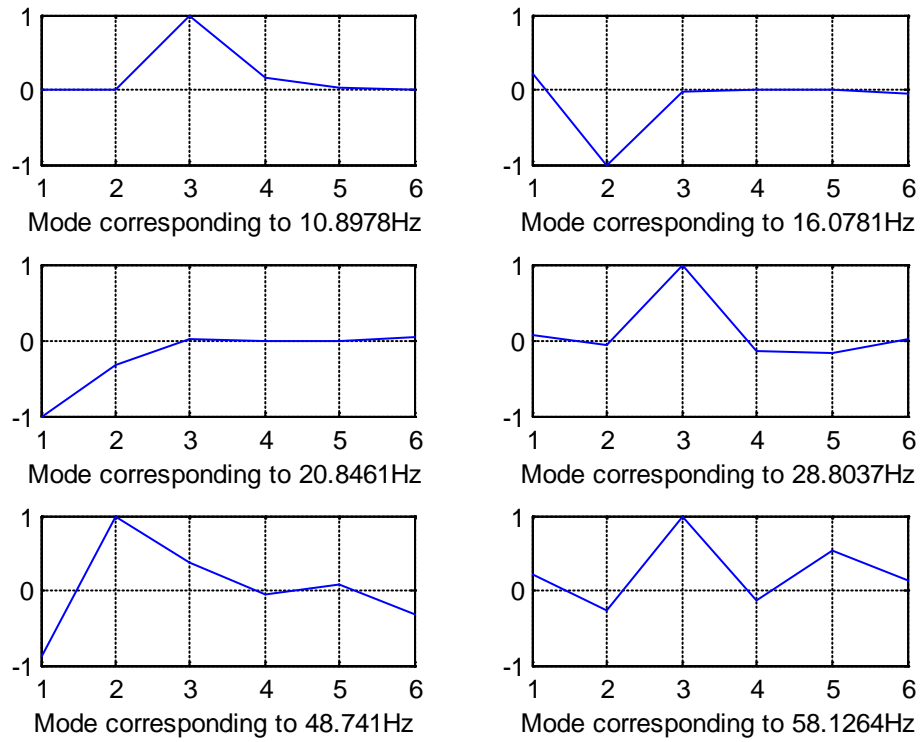 1
0
-1
1 2 3 4 5 6
Mode corresponding to 10.8978Hz
1
0
-1
1 2 3 4 5 6
Mode corresponding to 16.0781Hz
1
0
-1
1 2 3 4 5 6
Mode corresponding to 20.8461Hz
1
0
-1
1 2 3 4 5 6
Mode corresponding to 28.8037Hz
1
0
-1
1 2 3 4 5 6
Mode corresponding to 48.741Hz
1
0
-1
1 2 3 4 5 6
Mode corresponding to 58.1264Hz